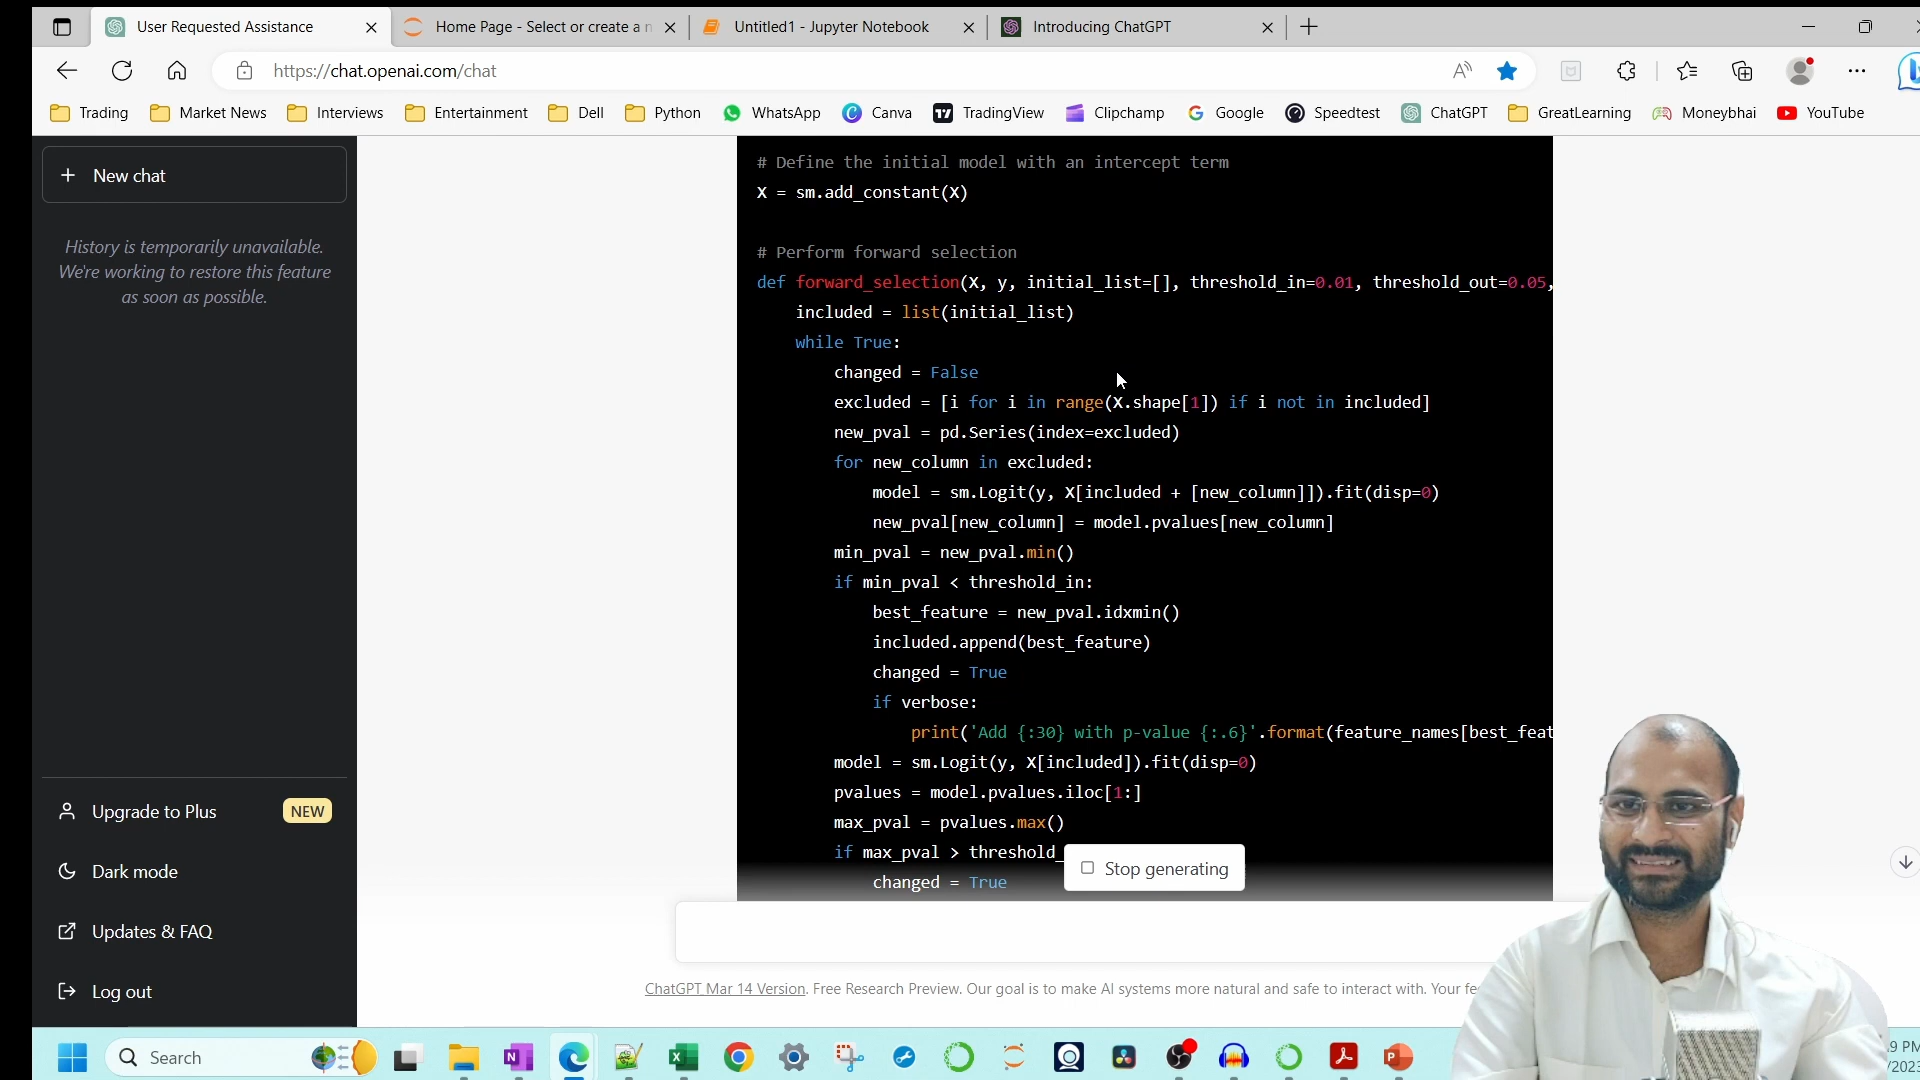 User Requested Assistance
Home Page - Select or create a n
Untitled1 - Jupyter Notebook
Introducing ChatGPT
https://chat.openai.com/chat
Trading
Market News
Interviews
Entertainment
Dell
Python
WhatsApp
Canva
TradingView
Clipchamp
Google
Speedtest
ChatGPT
GreatLearning
Moneybhai
YouTube
+ New chat
History is temporarily unavailable.
We're working to restore this feature
as soon as possible.
Upgrade to Plus NEW
Dark mode
Updates & FAQ
Log out
# Define the initial model with an intercept term
X = sm.add_constant(X)
# Perform forward selection
def forward_selection(X, y, initial_list=[], threshold_in=0.01, threshold_out=0.05,
included = list(initial_list)
while True:
changed = False
excluded = [i for i in range(X.shape[1]) if i not in included]
new_pval = pd.Series(index=excluded)
for new_column in excluded:
model = sm.Logit(y, X[included + [new_column]]).fit(disp=0)
new_pval[new_column] = model.pvalues[new_column]
min_pval = new_pval.min()
if min_pval < threshold_in:
best_feature = new_pval.idxmin()
included.append(best_feature)
changed = True
if verbose:
print('Add {:30} with p-value {:.6}'.format(feature_names[best_feat
model = sm.Logit(y, X[included]).fit(disp=0)
pvalues = model.pvalues.iloc[1:]
max_pval = pvalues.max()
if max_pval > threshold_
changed = True
Stop generating
ChatGPT Mar 14 Version. Free Research Preview. Our goal is to make AI systems more natural and safe to interact with. Your fe
Search
9 PM
/2023